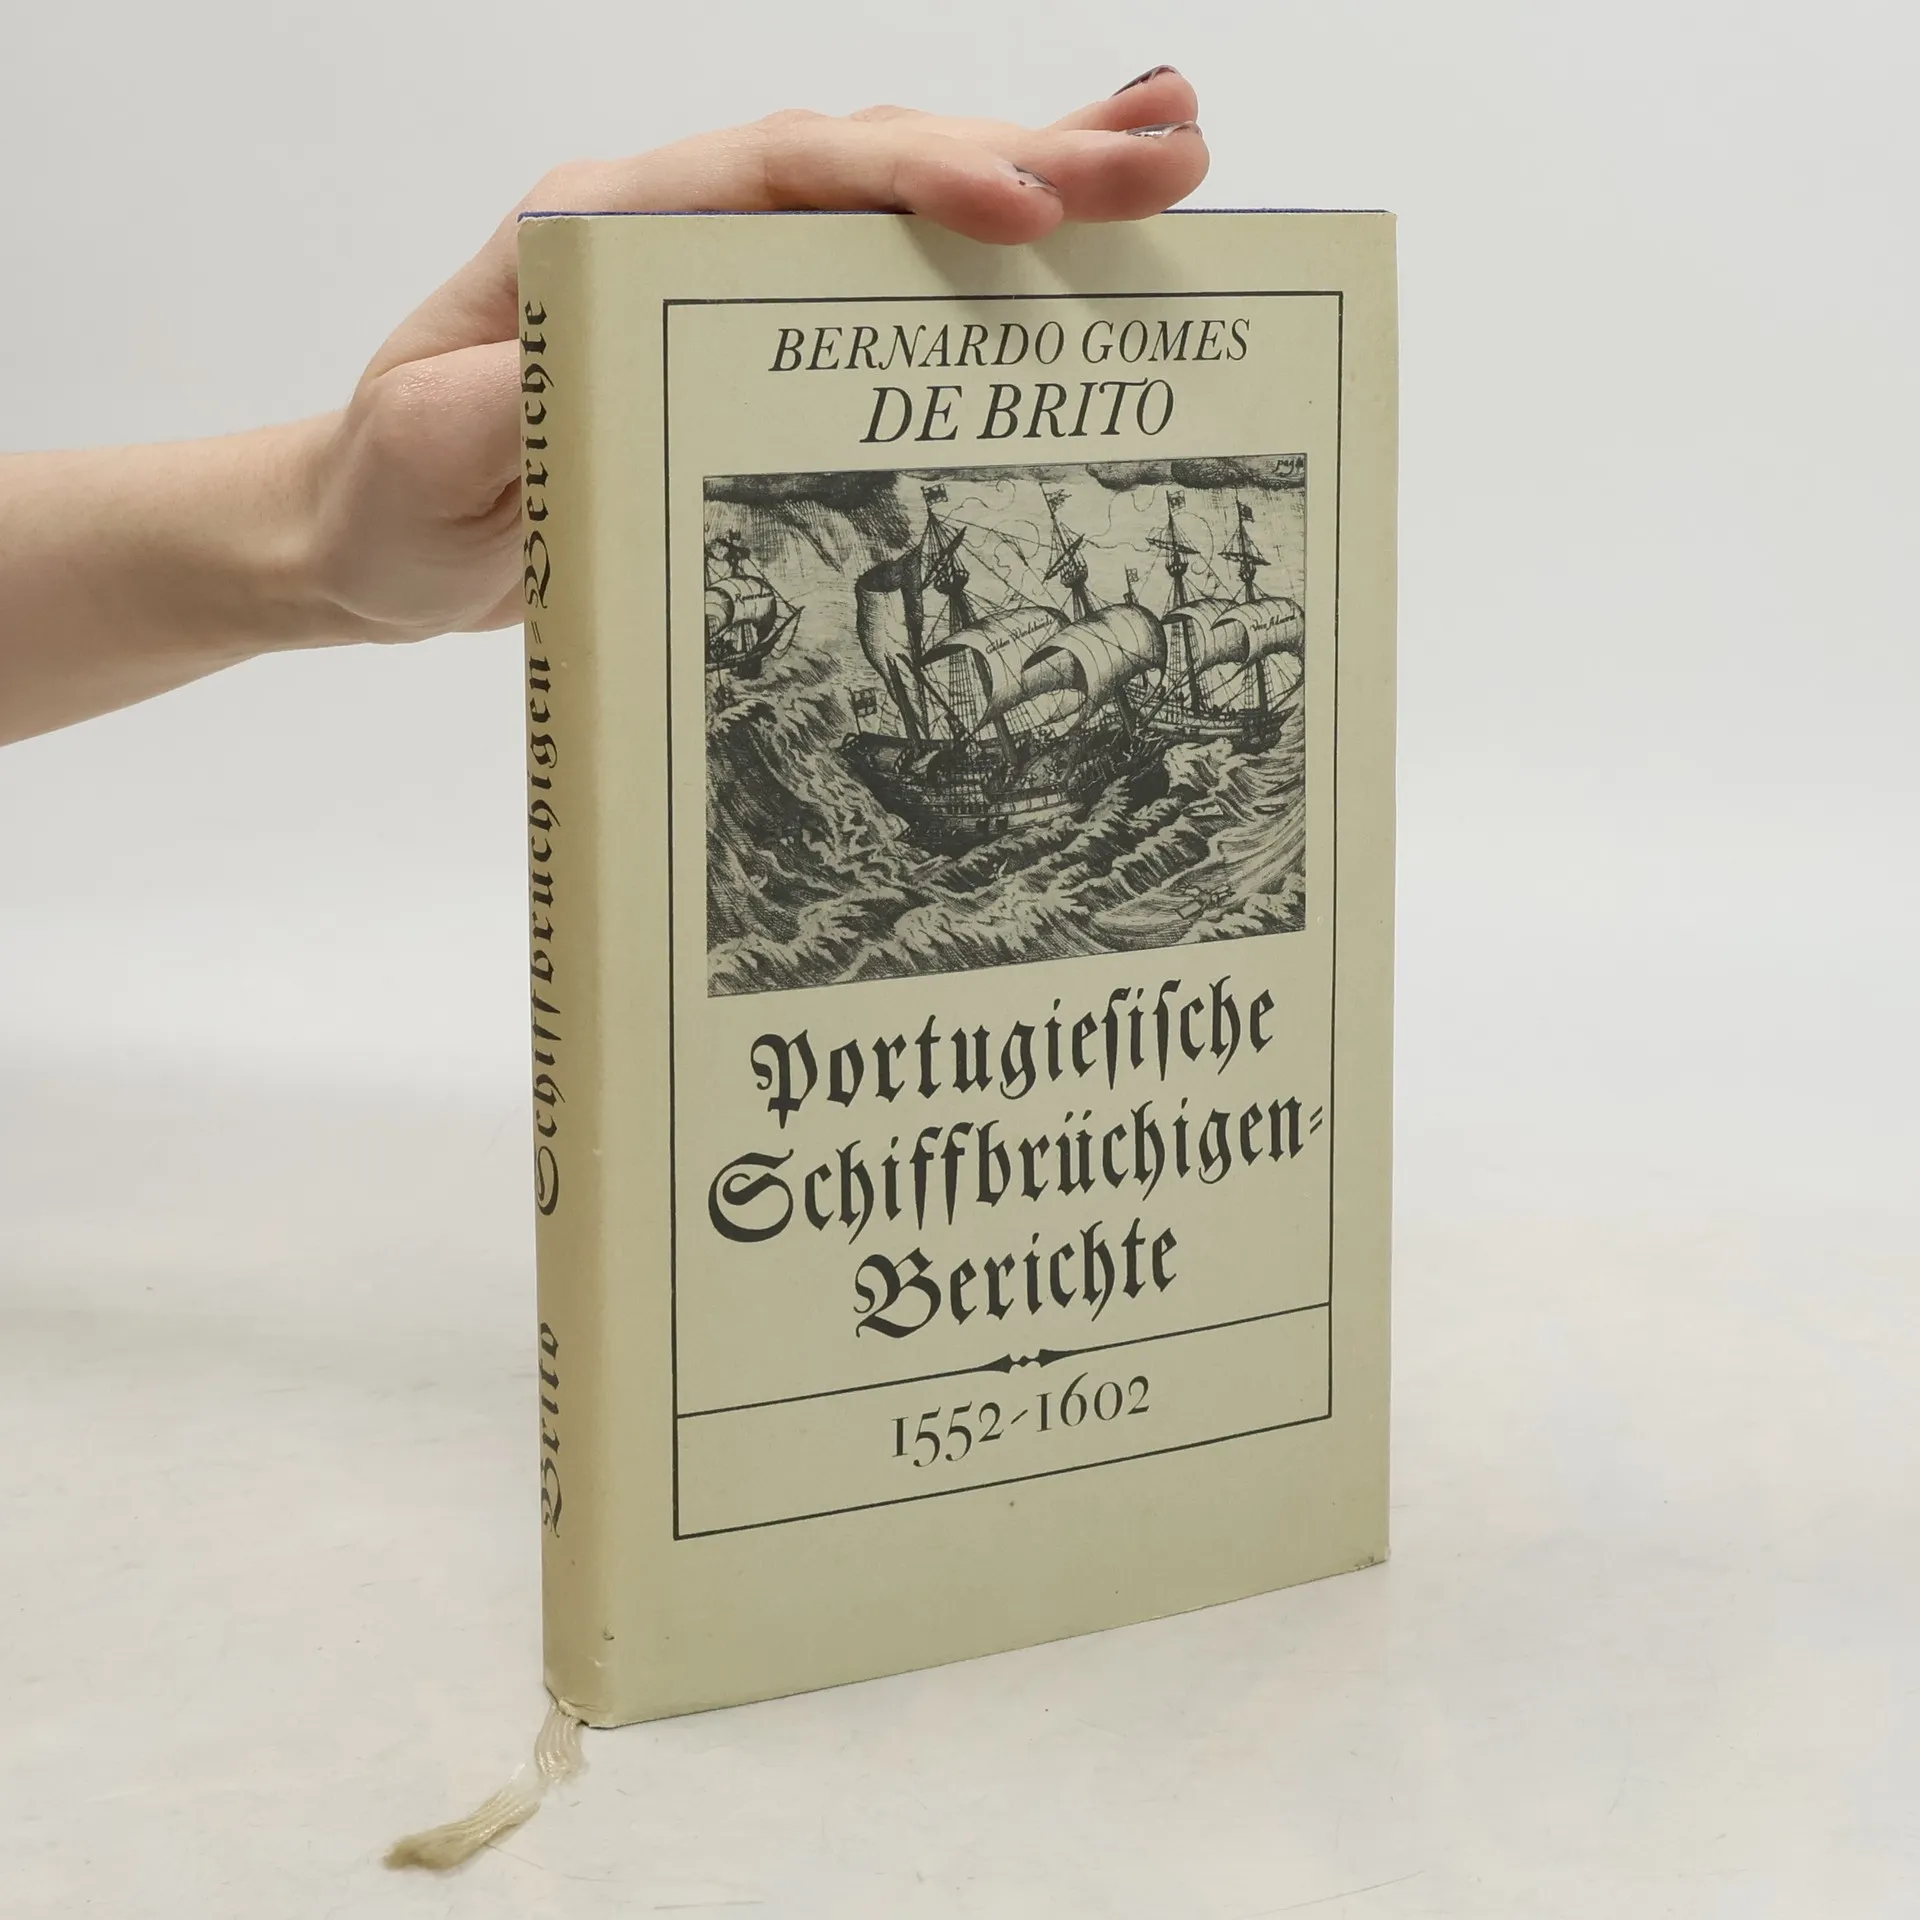 BERNARDO GOMES
DE BRITO
Portugieſiſche
Schiffbrüchigen=
Berichte
1552-1602
Brito Schiffbrüchigen=Berichte